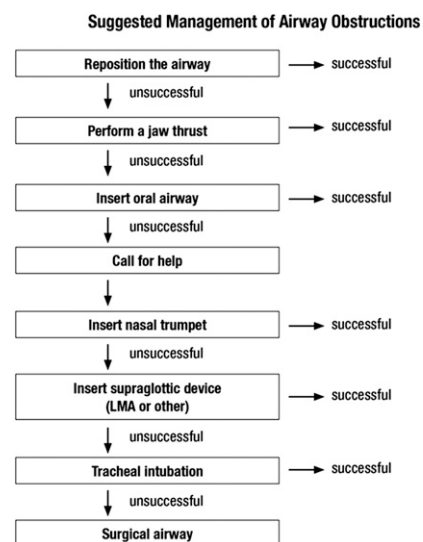 Suggested Management of Airway Obstructions
Reposition the airway
successful
unsuccessful
Perform a jaw thrust
successful
unsuccessful
Insert oral airway
successful
unsuccessful
Call for help
Insert nasal trumpet
successful
unsuccessful
Insert supraglottic device
(LMA or other)
successful
unsuccessful
Tracheal intubation
successful
unsuccessful
Surgical airway